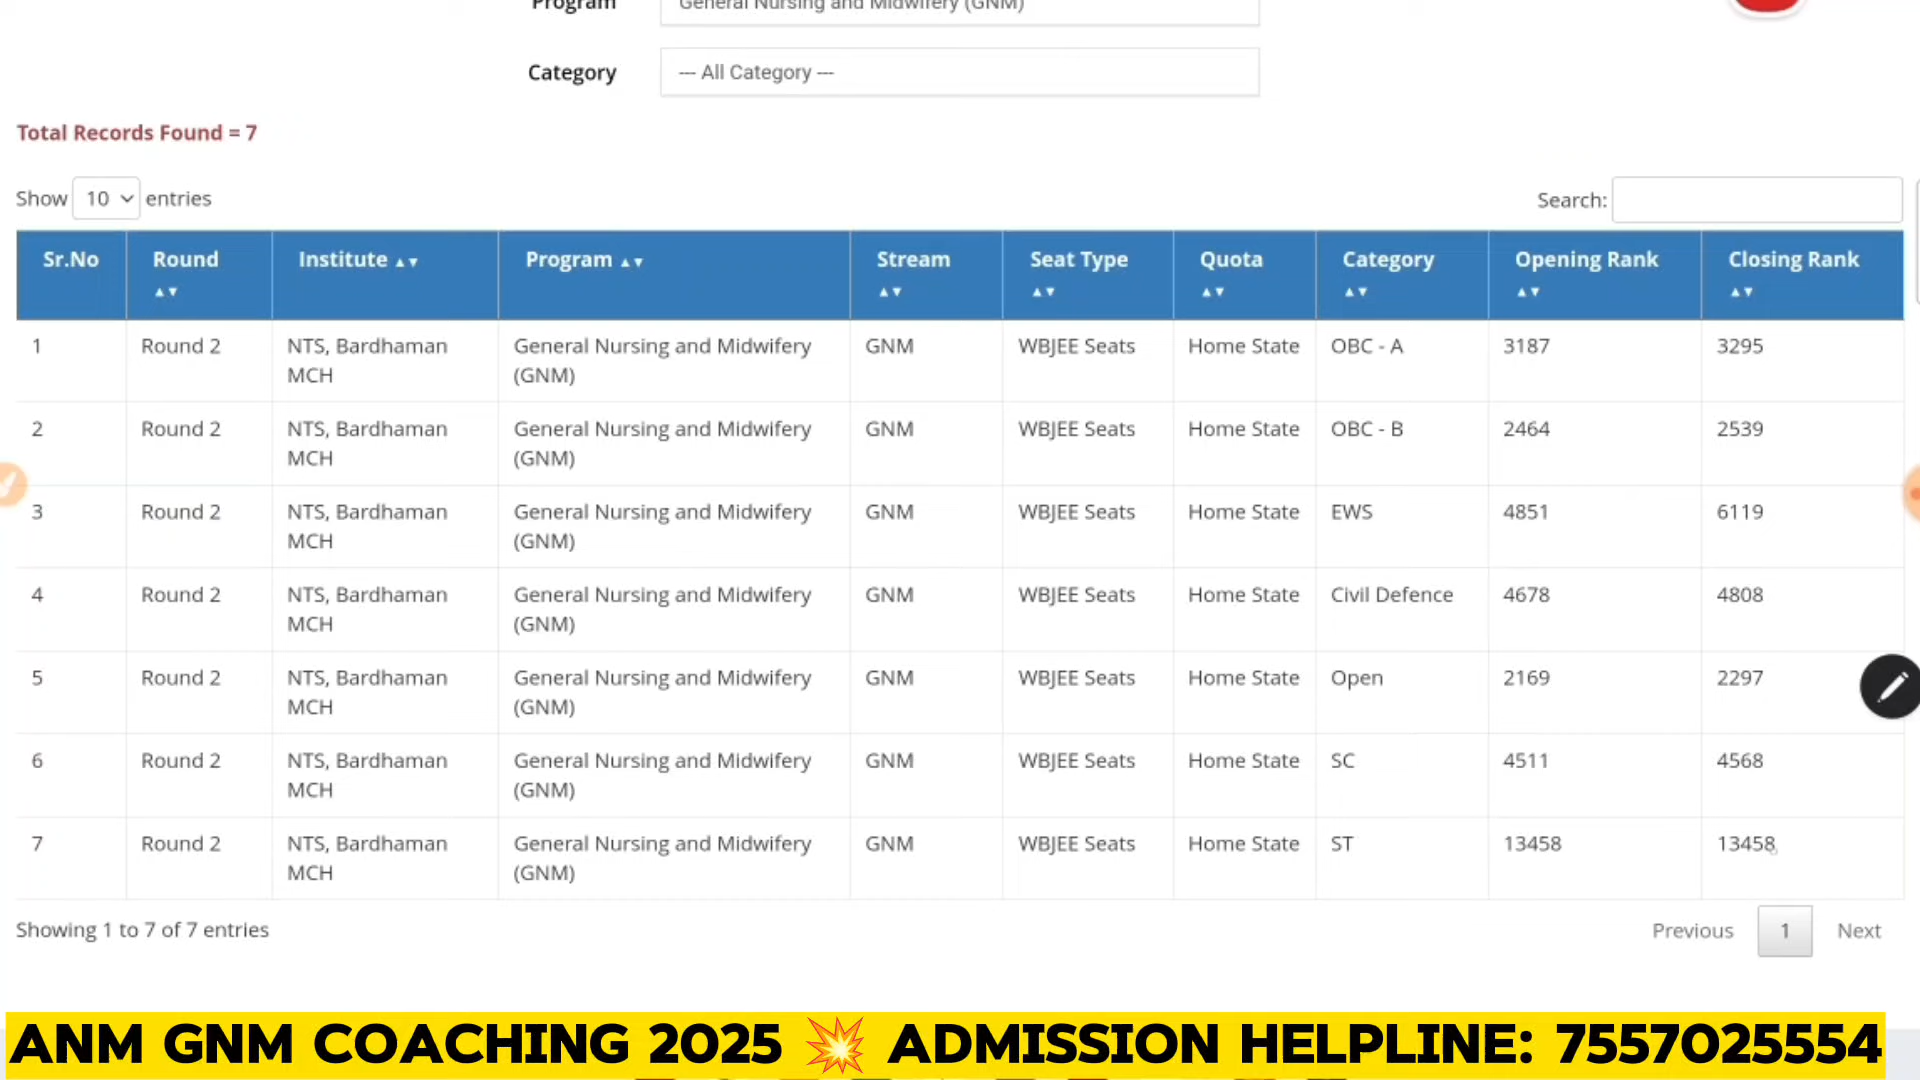 Program General Nursing and Midwifery (GNM)
Category --- All Category ---
Total Records Found = 7
Show 10 entries Search:
Sr.No Round Institute Program Stream Seat Type Quota Category Opening Rank Closing Rank
1 Round 2 NTS, Bardhaman General Nursing and Midwifery GNM WBJEE Seats Home State OBC - A 3187 3295
MCH (GNM)
2 Round 2 NTS, Bardhaman General Nursing and Midwifery GNM WBJEE Seats Home State OBC - B 2464 2539
MCH (GNM)
3 Round 2 NTS, Bardhaman General Nursing and Midwifery GNM WBJEE Seats Home State EWS 4851 6119
MCH (GNM)
4 Round 2 NTS, Bardhaman General Nursing and Midwifery GNM WBJEE Seats Home State Civil Defence 4678 4808
MCH (GNM)
5 Round 2 NTS, Bardhaman General Nursing and Midwifery GNM WBJEE Seats Home State Open 2169 2297
MCH (GNM)
6 Round 2 NTS, Bardhaman General Nursing and Midwifery GNM WBJEE Seats Home State SC 4511 4568
MCH (GNM)
7 Round 2 NTS, Bardhaman General Nursing and Midwifery GNM WBJEE Seats Home State ST 13458 13458
MCH (GNM)
Showing 1 to 7 of 7 entries Previous 1 Next
ANM GNM COACHING 2025 💥 ADMISSION HELPLINE: 7557025554